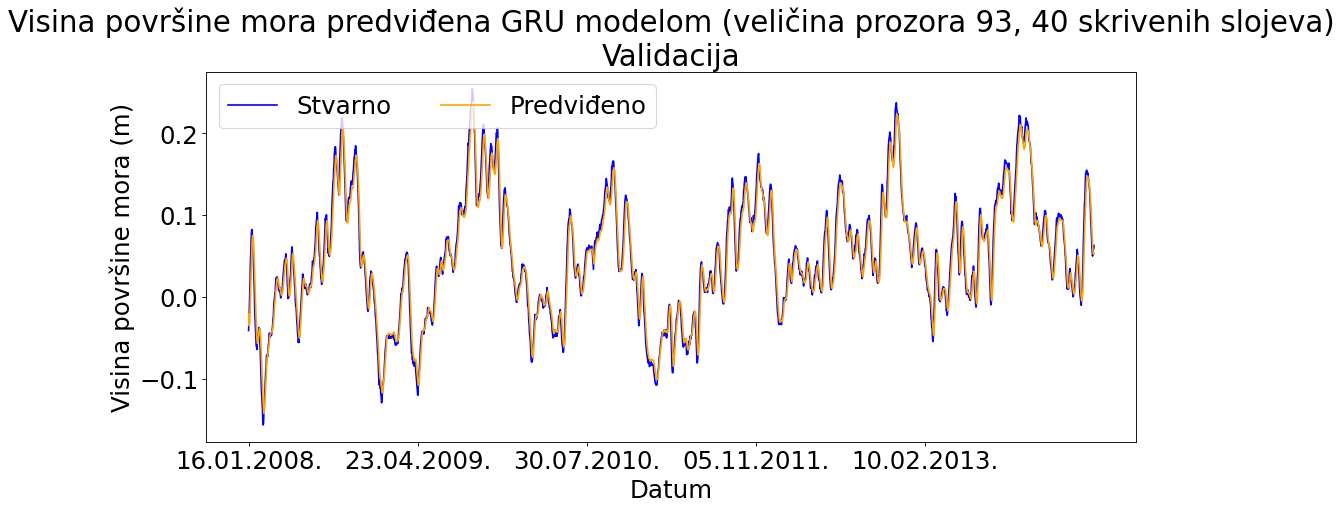 Visina površine mora predviđena GRU modelom (veličina prozora 93, 40 skrivenih slojeva)
Validacija
Stvarno
Predviđeno
Visina površine mora (m)
0.2
0.1
0.0
−0.1
16.01.2008.
23.04.2009.
30.07.2010.
05.11.2011.
10.02.2013.
Datum